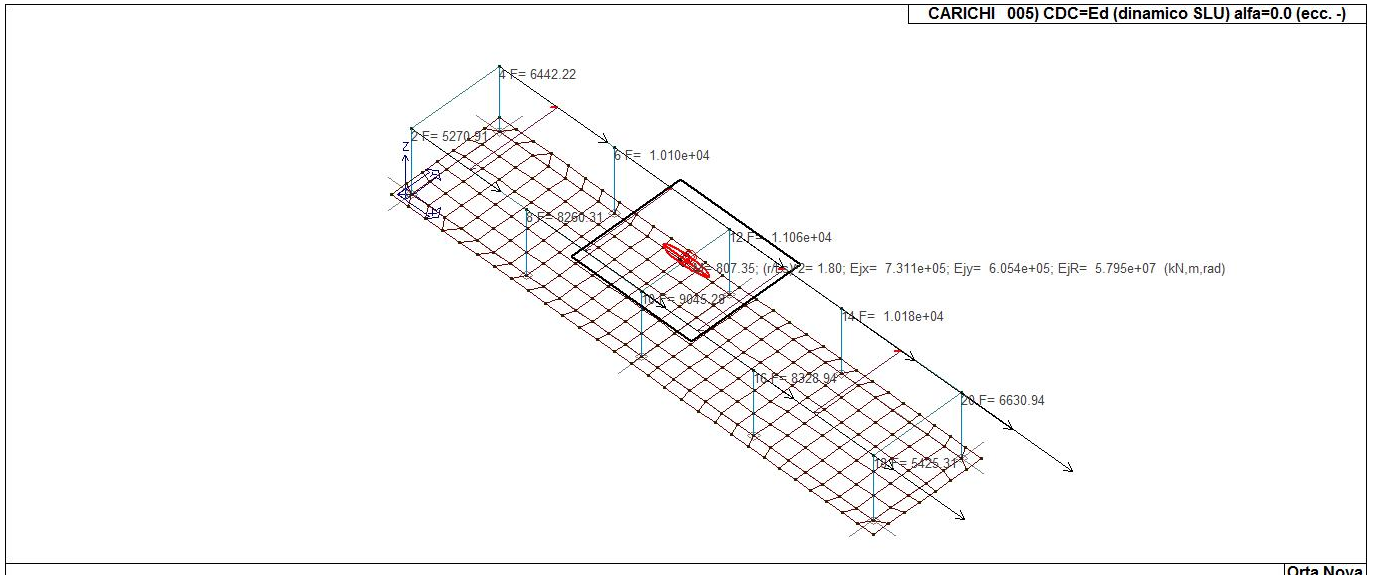 CARICHI 005) CDC=Ed (dinamico SLU) alfa=0.0 (ecc. -)
4 F= 6442.22
2 F= 5270.91
Z
6 F= 1.010e+04
8 F= 8260.31
12 F= 1.106e+04
807.35; (r/ls)^2= 1.80; Ejx= 7.311e+05; Ejy= 6.054e+05; EjR= 5.795e+07 (kN,m,rad)
10 F= 9045.28
14 F= 1.018e+04
16 F= 8328.94
20 F= 6630.94
18 F= 5425.31
Orta Nova